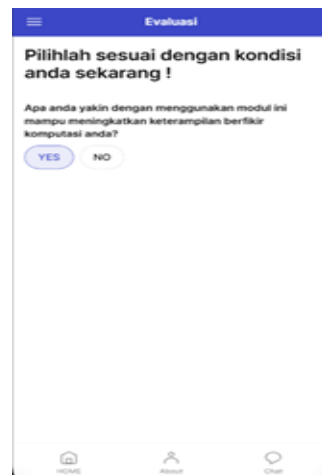 Evaluasi
Pilihlah sesuai dengan kondisi
anda sekarang !
Apa anda yakin dengan menggunakan modul ini
mampu meningkatkan keterampilan berfikir
komputasi anda?
YES NO
HOME About Chat